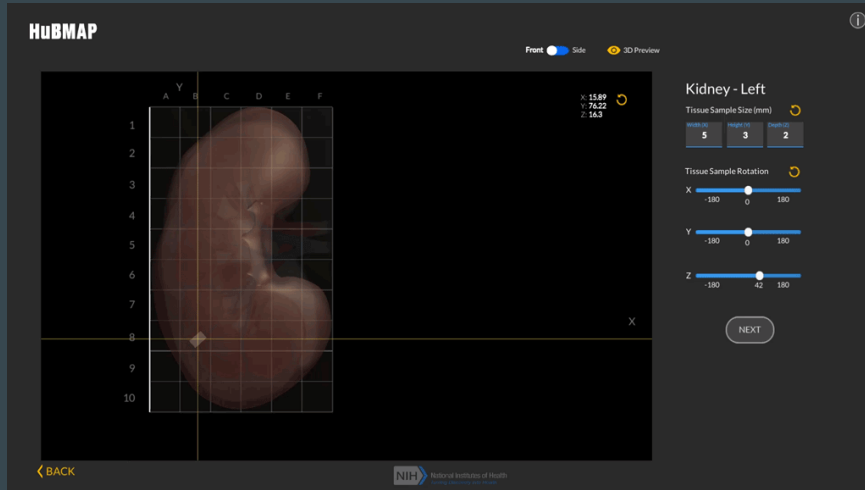 HuBMAP
i
Front Side 3D Preview
Y
A B C D E F
X: 15.89
Y: 76.22
Z: 16.3
1
2
3
4
5
6
7
8
9
10
X
Kidney - Left
Tissue Sample Size (mm)
Width (X) Height (Y) Depth (Z)
5 3 2
Tissue Sample Rotation
X
-180 0 180
Y
-180 0 180
Z
-180 42 180
NEXT
BACK
NIH National Institutes of Health